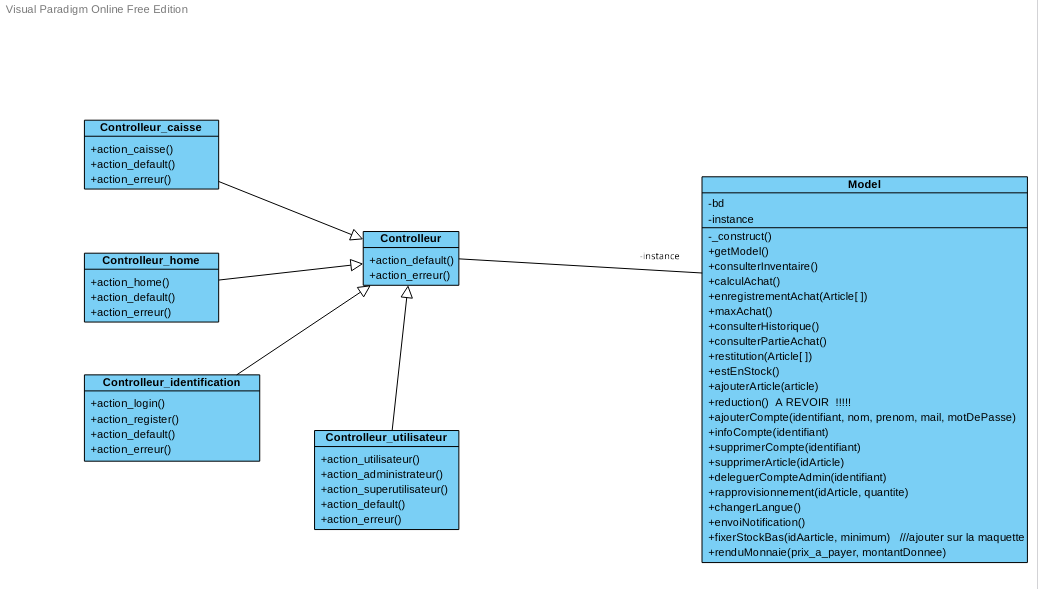 Visual Paradigm Online Free Edition
Controlleur_caisse
+action_caisse()
+action_default()
+action_erreur()
Controlleur_home
+action_home()
+action_default()
+action_erreur()
Controlleur_identification
+action_login()
+action_register()
+action_default()
+action_erreur()
Controlleur
+action_default()
+action_erreur()
Controlleur_utilisateur
+action_utilisateur()
+action_administrateur()
+action_superutilisateur()
+action_default()
+action_erreur()
-instance
Model
-bd
-instance
-_construct()
+getModel()
+consulterInventaire()
+calculAchat()
+enregistrementAchat(Article[ ])
+maxAchat()
+consulterHistorique()
+consulterPartieAchat()
+restitution(Article[ ])
+estEnStock()
+ajouterArticle(article)
+reduction()  A REVOIR  !!!!!
+ajouterCompte(identifiant, nom, prenom, mail, motDePasse)
+infoCompte(identifiant)
+supprimerCompte(identifiant)
+supprimerArticle(idArticle)
+deleguerCompteAdmin(identifiant)
+rapprovisionnement(idArticle, quantite)
+changerLangue()
+envoiNotification()
+fixerStockBas(idAarticle, minimum)   ///ajouter sur la maquette
+renduMonnaie(prix_a_payer, montantDonnee)